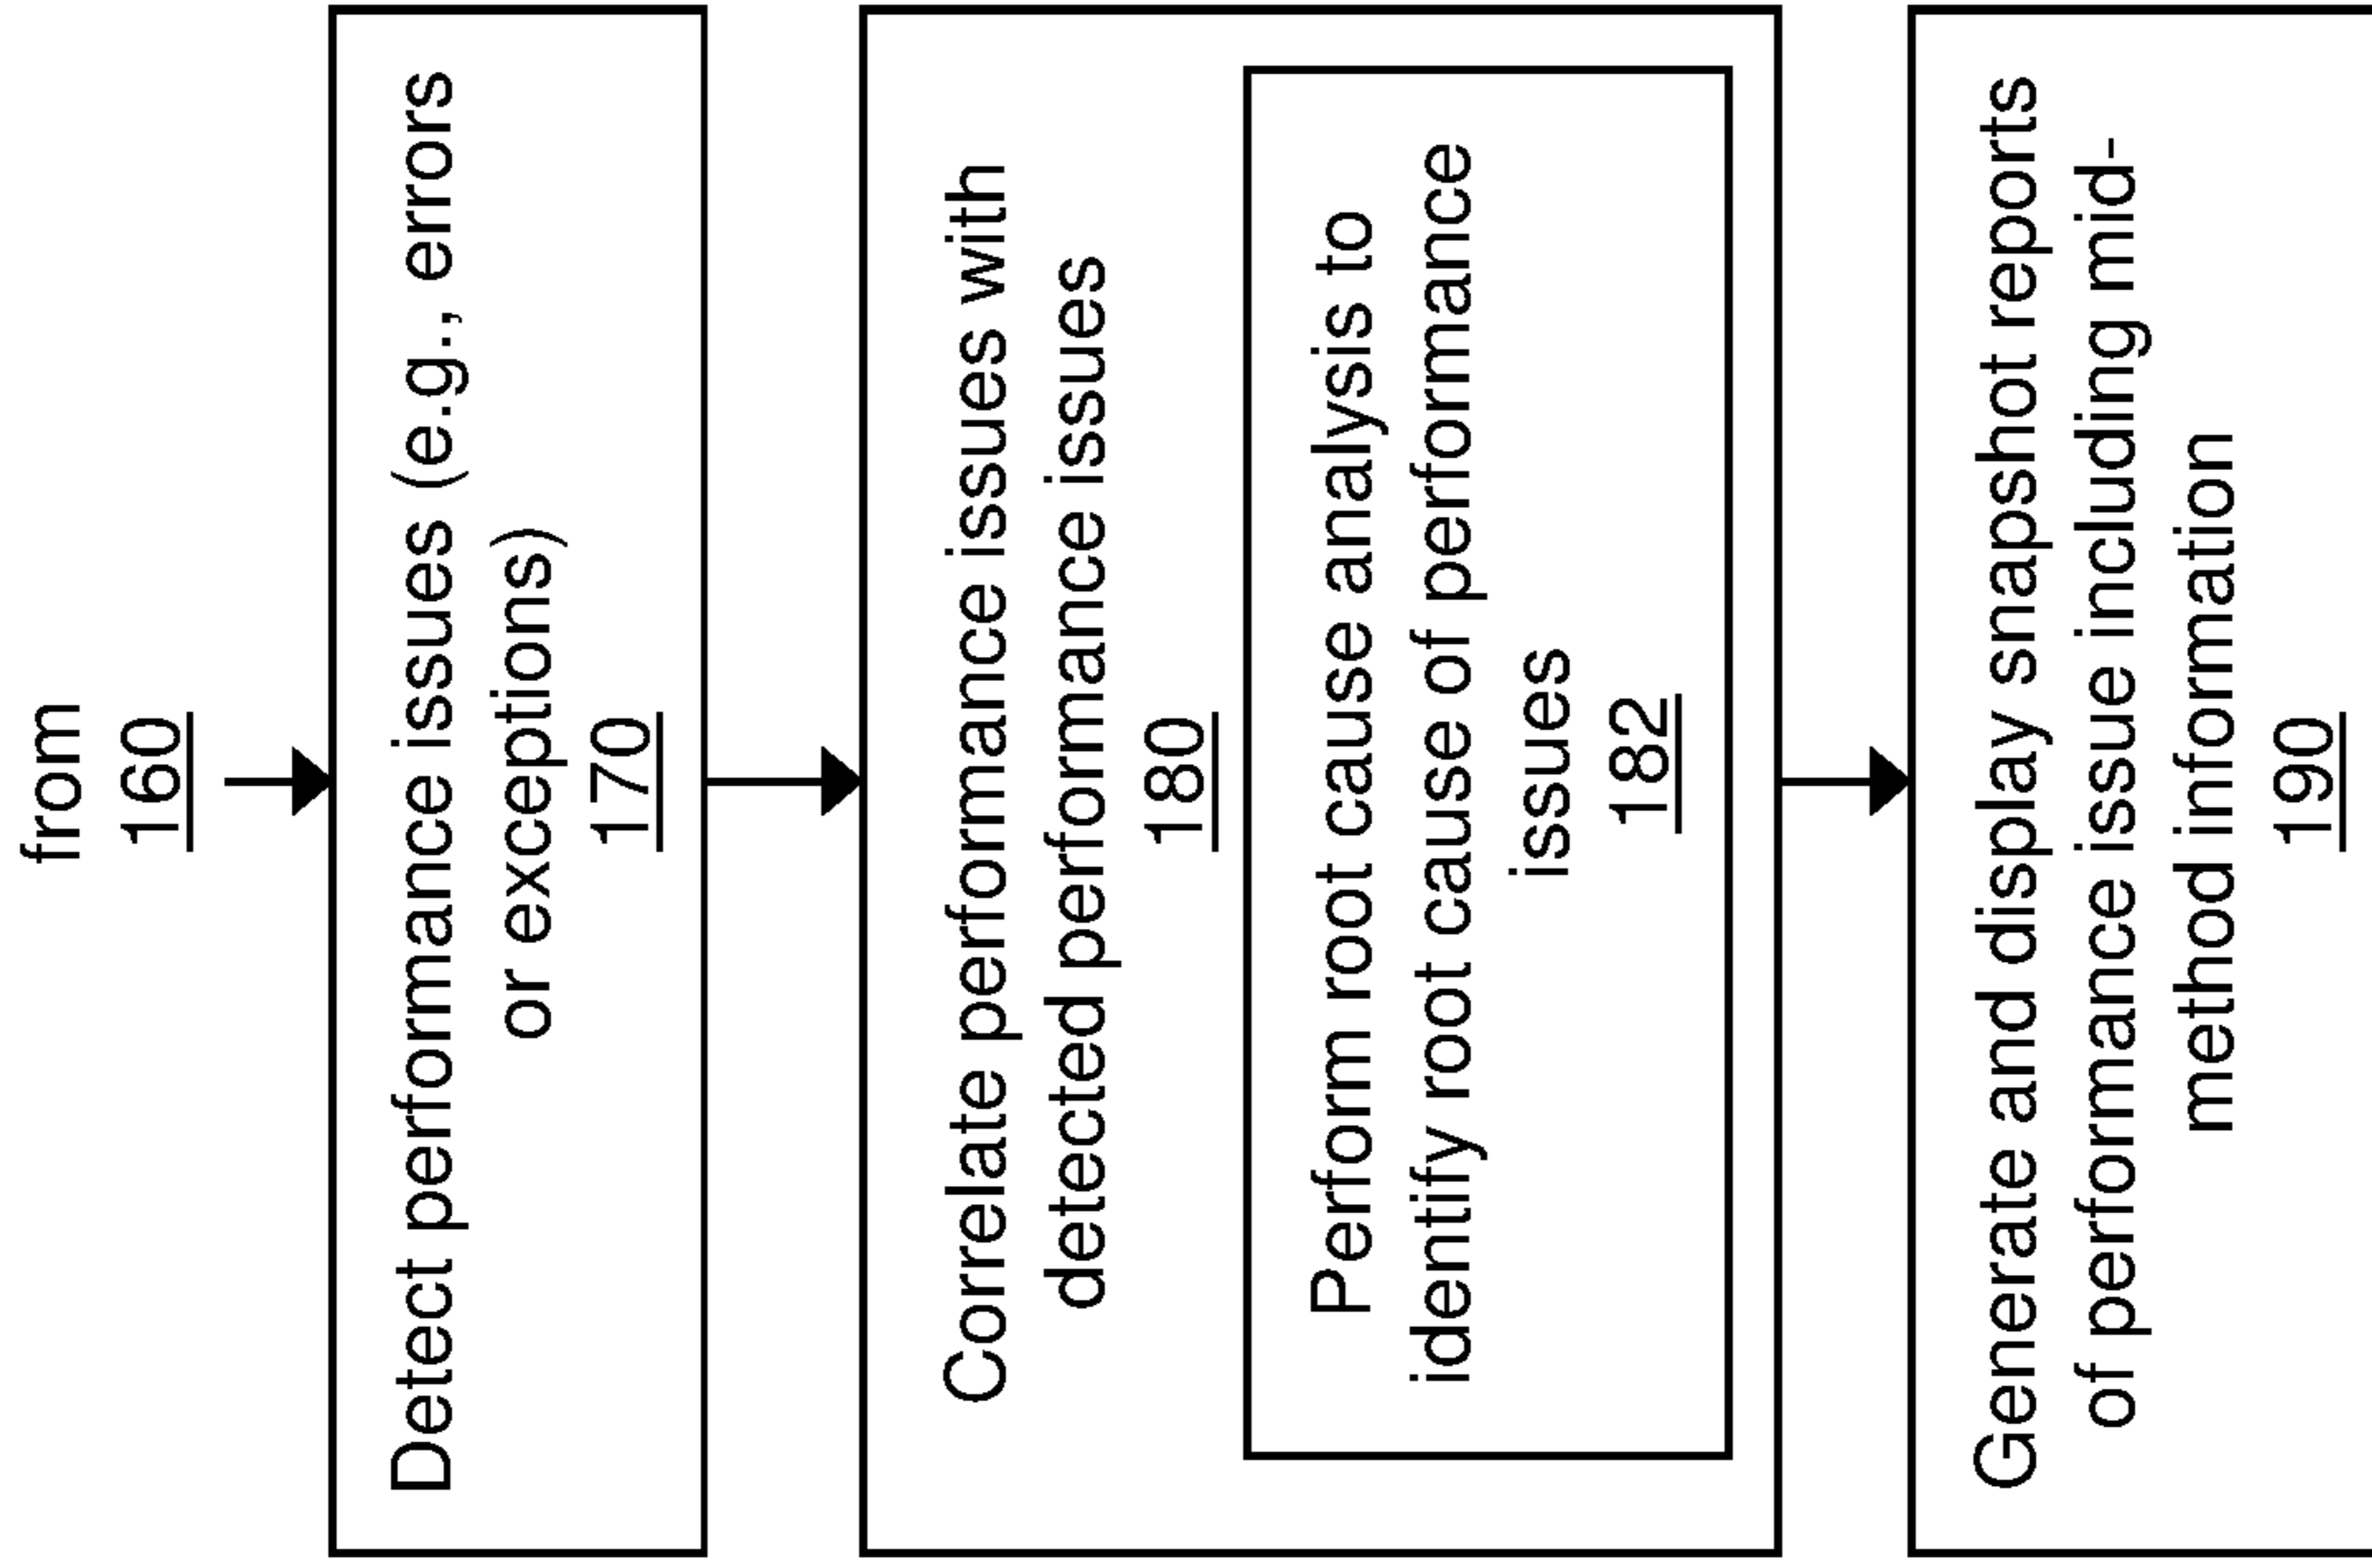 from
160
Detect performance issues (e.g., errors
or exceptions)
170
Correlate performance issues with
detected performance issues
180
Perform root cause analysis to
identify root cause of performance
issues
182
Generate and display snapshot reports
of performance issue including mid-
method information
190